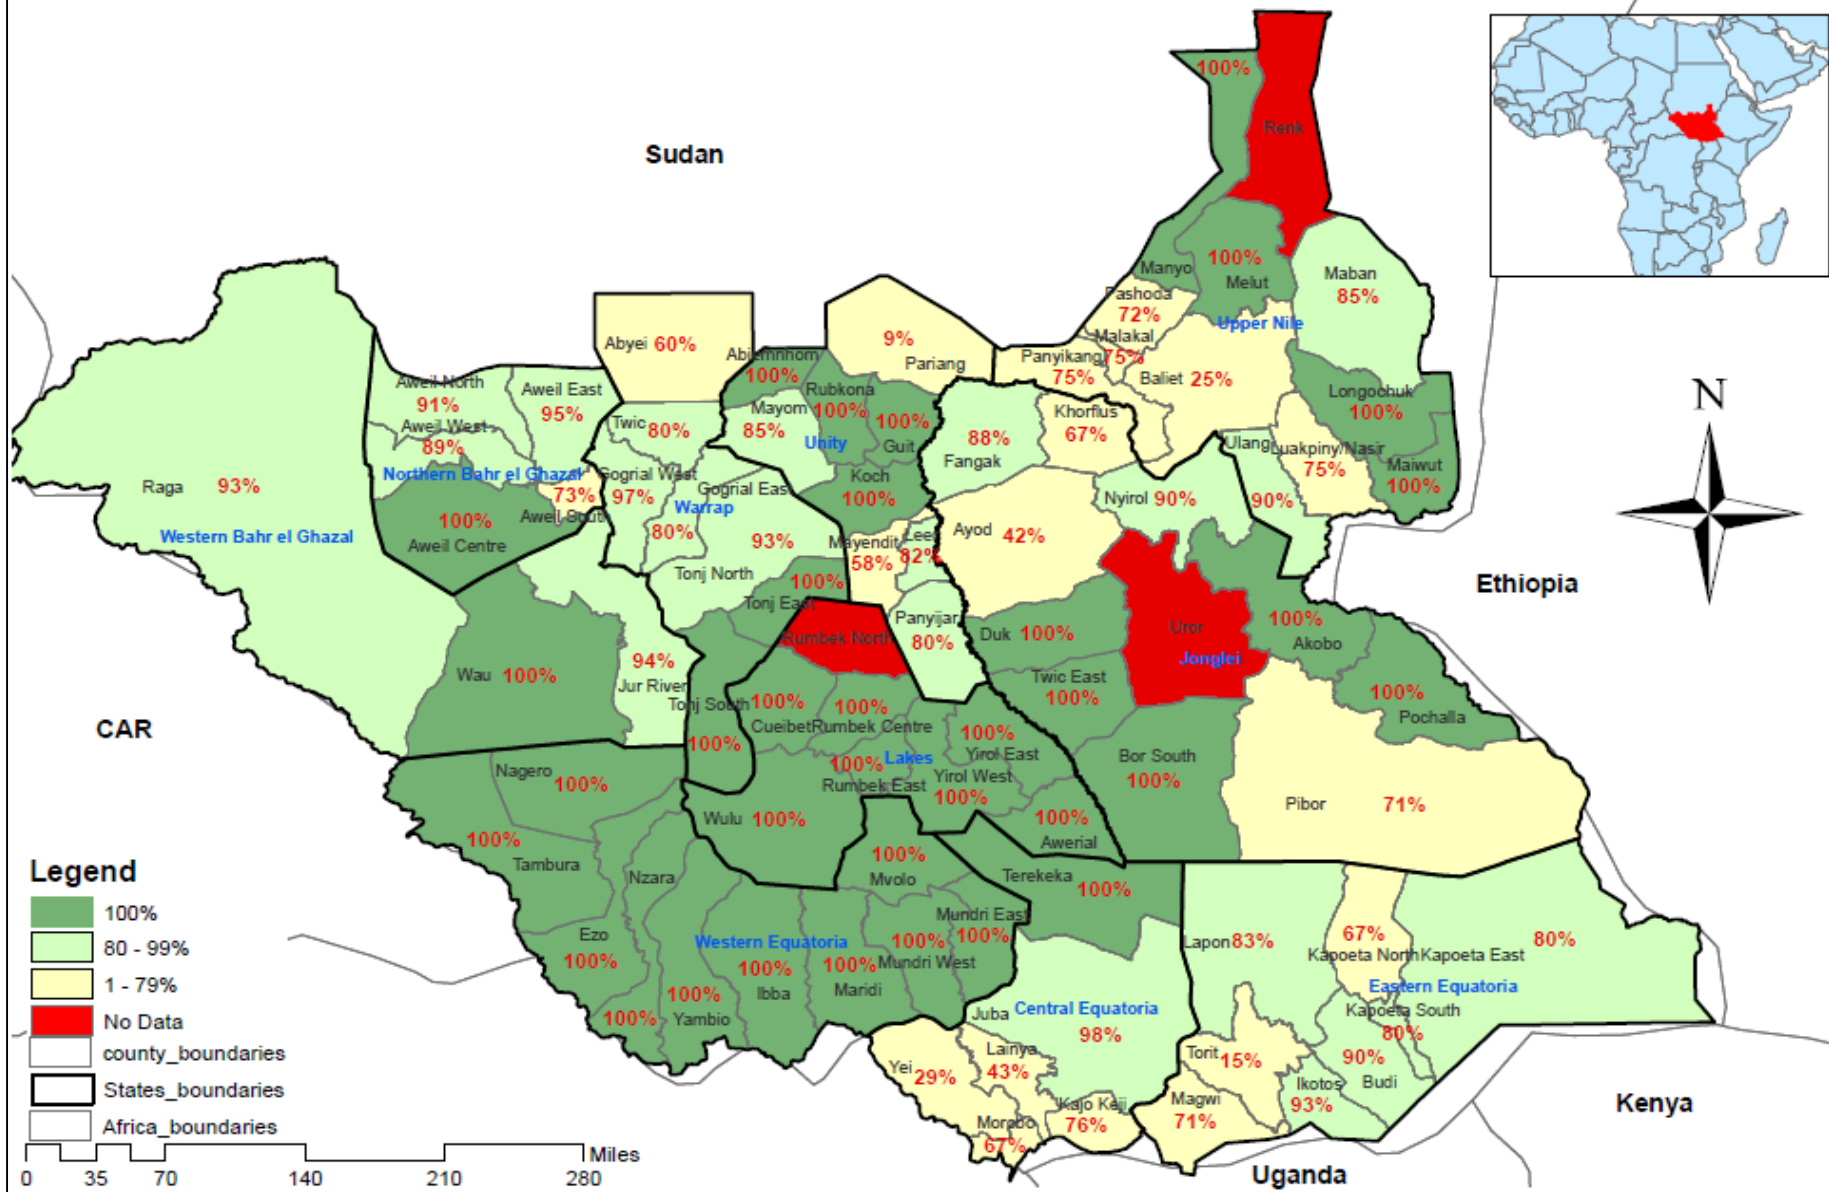 Sudan
100%
Renk
Manyo
100%
Melut
Maban
85%
Fashoda
72%
Upper Nile
Malakal
75%
Panyikang
75%
Baliet 25%
Abyei 60%
9%
Pariang
Abiemnhom
100%
Rubkona
100%
100%
Guit
Mayom
85%
Unity
Koch
100%
Aweil North
91%
Aweil East
95%
Aweil West
89%
Northern Bahr el Ghazal
73%
Aweil South
100%
Aweil Centre
Twic 80%
Gogrial West
97%
Warrap
Gogrial East
80%
93%
Tonj North
Raga 93%
Western Bahr el Ghazal
88%
Fangak
Khorflus
67%
Longochuk
100%
Ulang
90%
Luakpiny/Nasir
75%
Maiwut
100%
Nyirol 90%
Ayod 42%
Mayendit
58%
Leer
82%
Panyijar
80%
100%
Tonj East
Rumbek North
Duk 100%
Uror
Jonglei
100%
Akobo
100%
Pochalla
Twic East
100%
Ethiopia
N
Wau 100%
94%
Jur River
Tonj South
100%
100%
Cueibet
100%
Rumbek Centre
100% Lakes
Rumbek East
100%
Yirol East
Yirol West
100%
Bor South
100%
Pibor 71%
CAR
Nagero
100%
Wulu 100%
100%
Awerial
100%
Tambura
Nzara
100%
Mvolo
Terekeka 100%
Mundri East
100%
100%
Mundri West
Ezo
100%
Western Equatoria
100%
Ibba
100%
Maridi
100%
Yambio
100%
Lapon 83%
67%
Kapoeta North
Kapoeta East
80%
Eastern Equatoria
Kapoeta South
80%
Juba
Central Equatoria
98%
Lainya
43%
Yei 29%
Morobo
67%
Kajo Keji
76%
Torit 15%
Magwi
71%
Ikotos
93%
90%
Budi
Kenya
Uganda
Legend
100%
80 - 99%
1 - 79%
No Data
county_boundaries
States_boundaries
Africa_boundaries
Miles
0 35 70 140 210 280